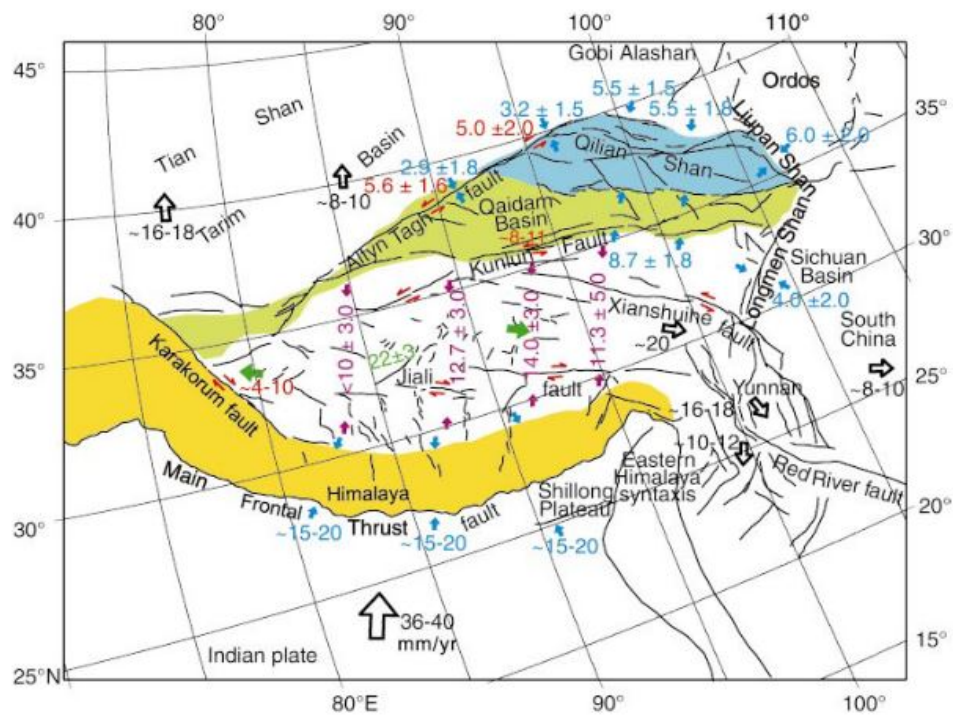 80°
90°
100°
110°
45°
Gobi Alashan
Ordos
5.5 ± 1.5
3.2 ± 1.5
5.5 ± 1.8
35°
Shan
Tian
Basin
5.0 ±2.0
Liupan Shan
6.0 ± 2.0
Qilian
Shan
2.9 ±1.8
5.6 ± 1.6
~8-10
40°
~16-18
Tarim
Altyn Tagh fault
Qaidam
Basin
~8-11
Kunlun Fault
8.7 ± 1.8
30°
Longmen Shan
Sichuan
Basin
4.0 ±2.0
Xianshuihe
fault
~20
South
China
~8-10
25°
35°
Karakorum fault
~4-10
<10 ± 3.0
22±3
12.7 ± 3.0
14.0 ±3.0
11.3 ± 5.0
Jiali
fault
Yunnan
~16-18
~10-12
Red River fault
20°
Main
Frontal
Thrust
fault
Himalaya
Eastern
Himalaya
syntaxis
Shillong
Plateau
30°
~15-20
~15-20
~15-20
36-40
mm/yr
15°
Indian plate
25°N
80°E
90°
100°